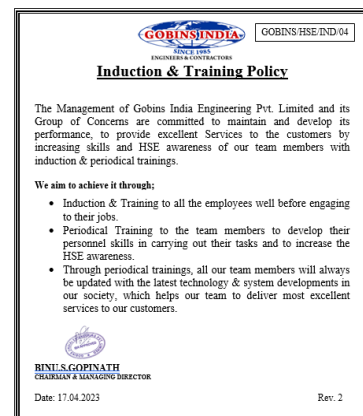 GOBINS INDIA
SINCE 1985
ENGINEERS & CONTRACTORS
GOBINS/HSE/IND/04
Induction & Training Policy
The Management of Gobins India Engineering Pvt. Limited and its
Group of Concerns are committed to maintain and develop its
performance, to provide excellent Services to the customers by
increasing skills and HSE awareness of our team members with
induction & periodical trainings.
We aim to achieve it through;
• Induction & Training to all the employees well before engaging
to their jobs.
• Periodical Training to the team members to develop their
personnel skills in carrying out their tasks and to increase the
HSE awareness.
• Through periodical trainings, all our team members will always
be updated with the latest technology & system developments in
our society, which helps our team to deliver most excellent
services to our customers.
BINU.S.GOPINATH
CHAIRMAN & MANAGING DIRECTOR
Date: 17.04.2023
Rev. 2